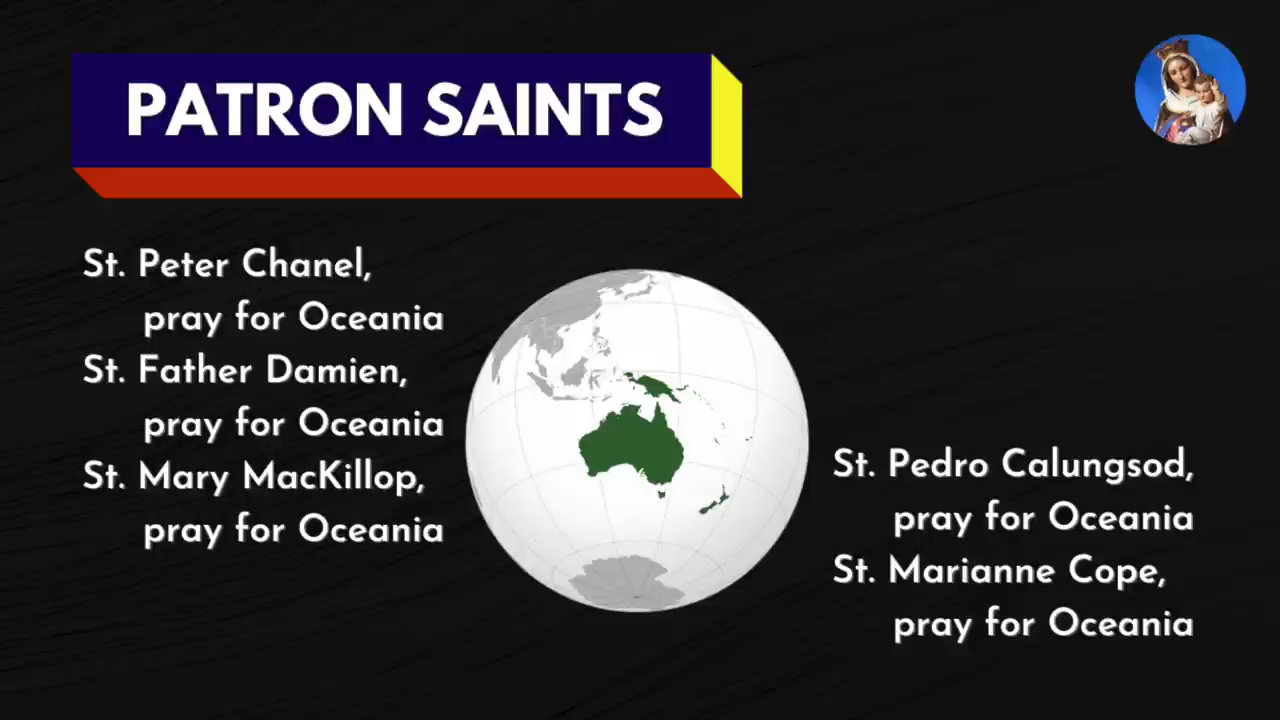 PATRON SAINTS
St. Peter Chanel,
pray for Oceania
St. Father Damien,
pray for Oceania
St. Mary MacKillop,
pray for Oceania
St. Pedro Calungsod,
pray for Oceania
St. Marianne Cope,
pray for Oceania